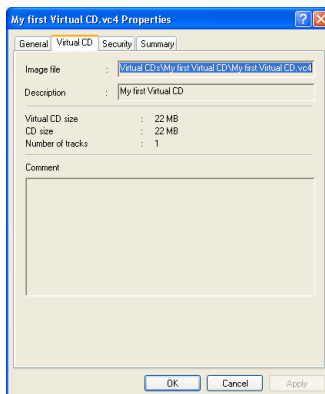 My first Virtual CD.vc4 Properties
General Virtual CD Security Summary
Image file : Virtual CDs\My first Virtual CD\My first Virtual CD.vc4
Description : My first Virtual CD
Virtual CD size : 22 MB
CD size : 22 MB
Number of tracks : 1
Comment
OK Cancel Apply